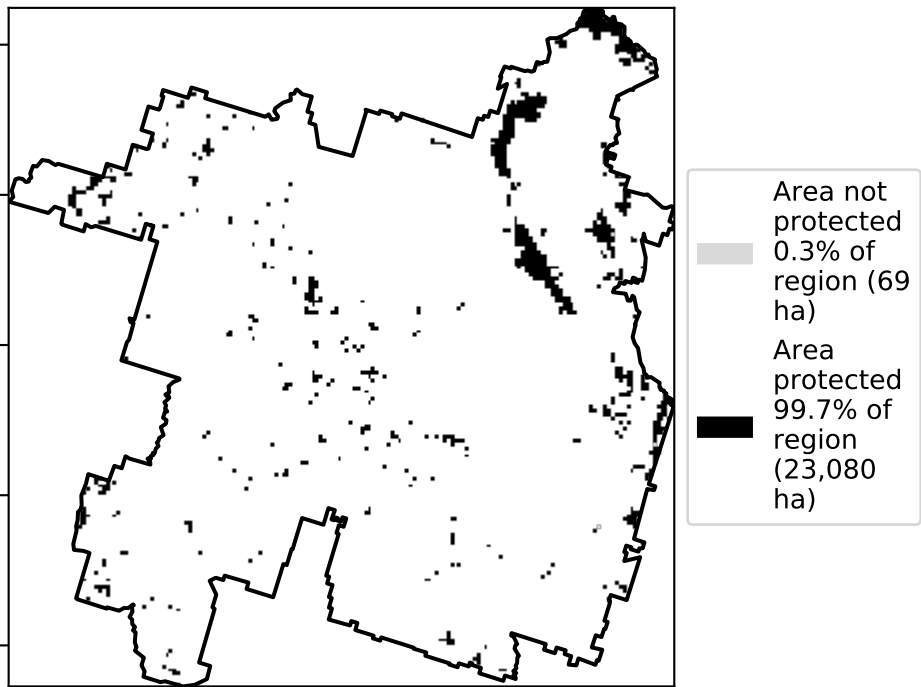 Area not
protected
0.3% of
region (69
ha)
Area
protected
99.7% of
region
(23,080
ha)